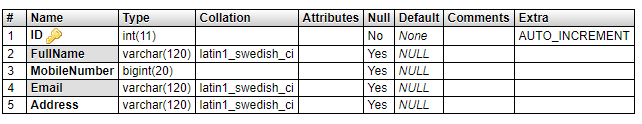 # Name Type Collation Attributes Null Default Comments Extra
1 ID int(11) No None AUTO_INCREMENT
2 FullName varchar(120) latin1_swedish_ci Yes NULL
3 MobileNumber bigint(20) Yes NULL
4 Email varchar(120) latin1_swedish_ci Yes NULL
5 Address varchar(120) latin1_swedish_ci Yes NULL